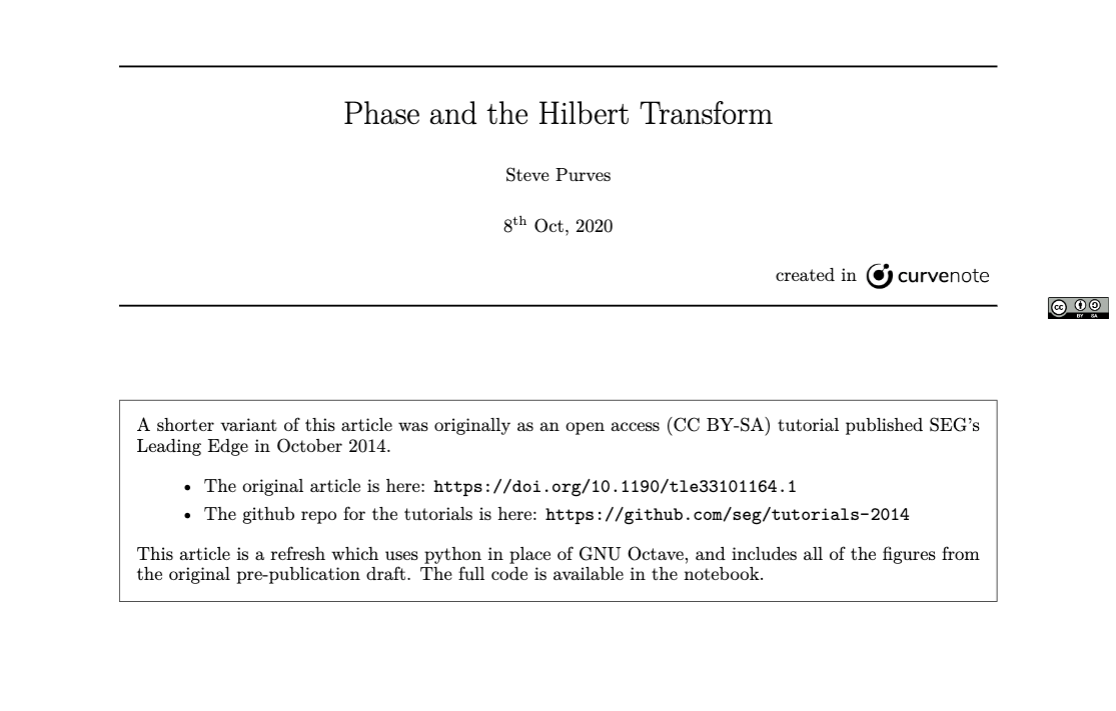 Phase and the Hilbert Transform
Steve Purves
8th Oct, 2020
created in curvenote
cc BY SA
A shorter variant of this article was originally as an open access (CC BY-SA) tutorial published SEG's
Leading Edge in October 2014.
• The original article is here: https://doi.org/10.1190/tle33101164.1
• The github repo for the tutorials is here: https://github.com/seg/tutorials-2014
This article is a refresh which uses python in place of GNU Octave, and includes all of the figures from
the original pre-publication draft. The full code is available in the notebook.